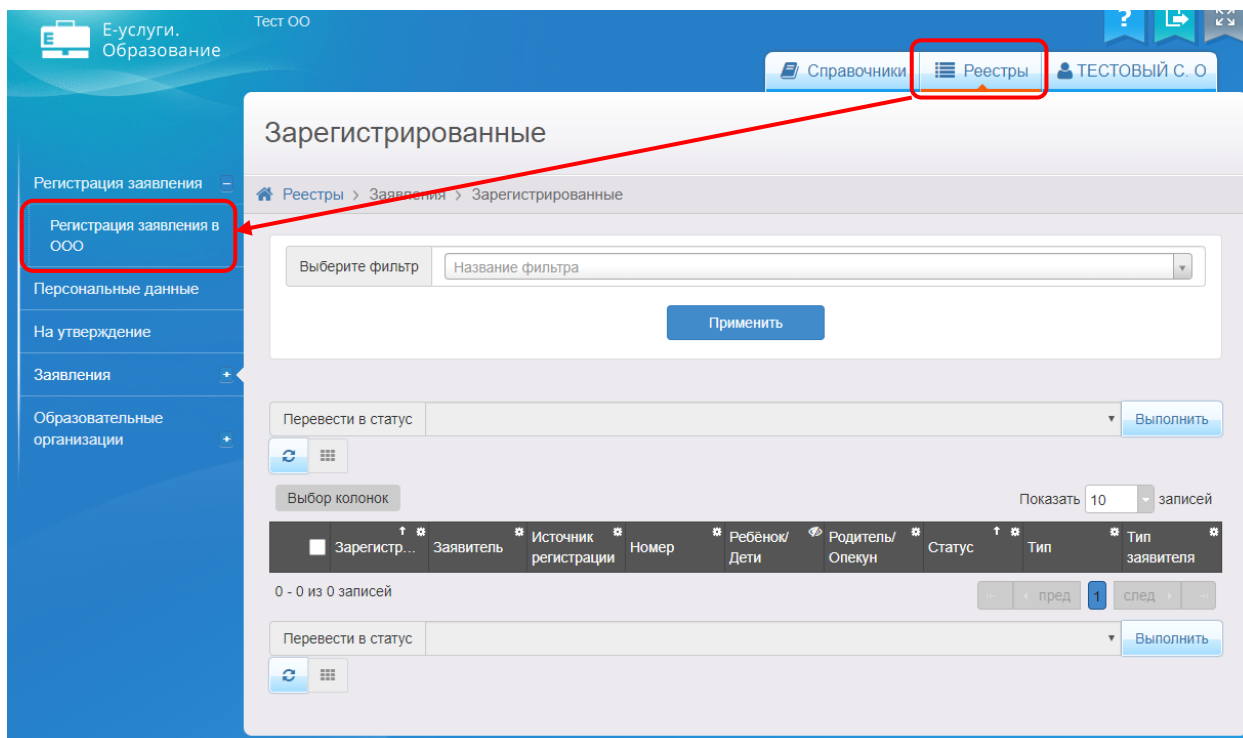 Е-услуги.
Образование
Тест ОО
?
Справочники
Реестры
ТЕСТОВЫЙ С. О
Зарегистрированные
Реестры > Заявления > Зарегистрированные
Регистрация заявления
Регистрация заявления в
ООО
Персональные данные
На утверждение
Заявления
Образовательные
организации
Выберите фильтр
Название фильтра
Применить
Перевести в статус
Выполнить
Выбор колонок
Показать 10 записей
Зарегистр...
Заявитель
Источник
регистрации
Номер
Ребёнок/
Дети
Родитель/
Опекун
Статус
Тип
Тип
заявителя
0 - 0 из 0 записей
пред 1 след
Перевести в статус
Выполнить